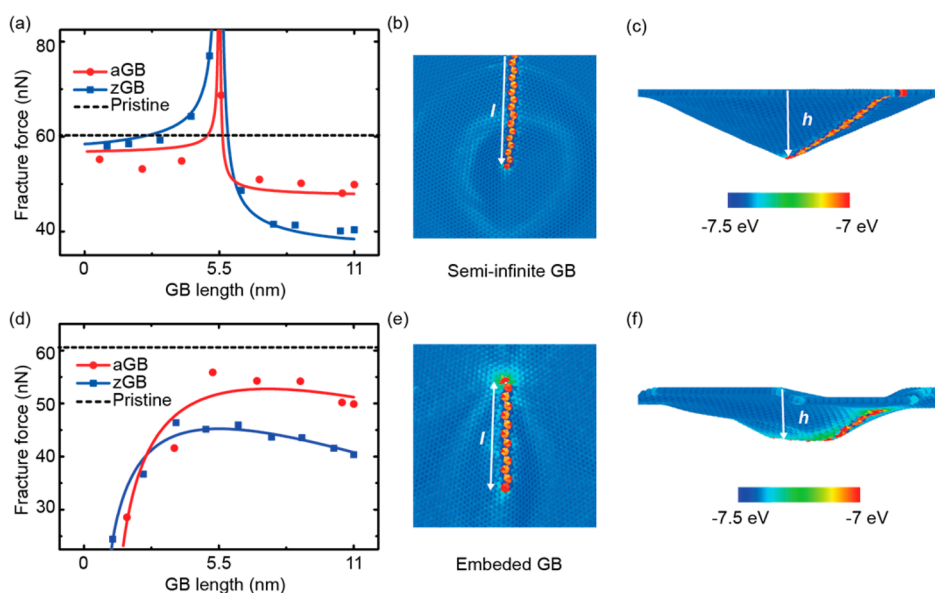 (a)
Fracture force (nN)
80
60
40
aGB
zGB
Pristine
0
5.5
11
GB length (nm)
(b)
l
Semi-infinite GB
(c)
h
-7.5 eV
-7 eV
(d)
Fracture force (nN)
60
50
40
30
aGB
zGB
Pristine
0
5.5
11
GB length (nm)
(e)
l
Embeded GB
(f)
h
-7.5 eV
-7 eV